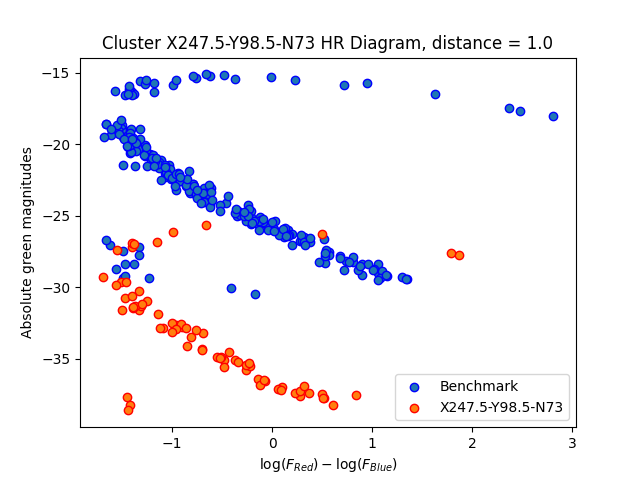 Cluster X247.5-Y98.5-N73 HR Diagram, distance = 1.0
Absolute green magnitudes
−15
−20
−25
−30
−35
Benchmark
X247.5-Y98.5-N73
−1 0 1 2 3
log(F_Red) − log(F_Blue)